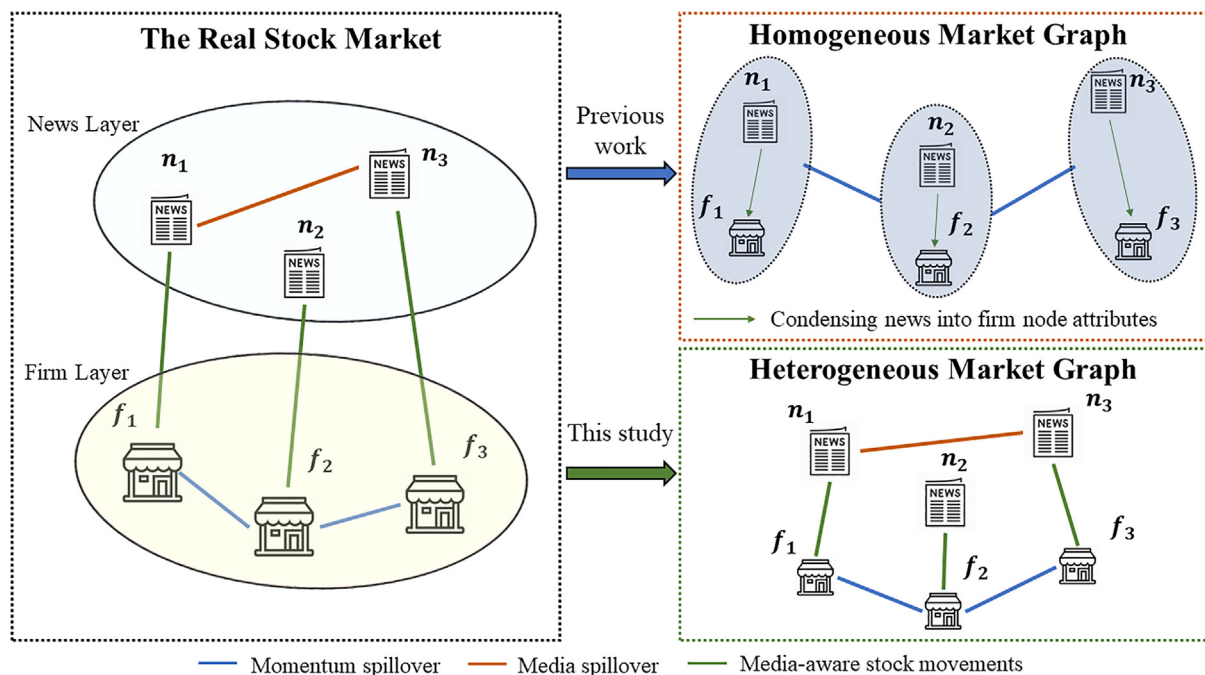 The Real Stock Market
News Layer
n1
NEWS
n3
NEWS
n2
NEWS
Firm Layer
f1
f2
f3
Previous
work
This study
Homogeneous Market Graph
n1
NEWS
n2
NEWS
n3
NEWS
f1
f2
f3
Condensing news into firm node attributes
Heterogeneous Market Graph
n1
NEWS
n2
NEWS
n3
NEWS
f1
f2
f3
Momentum spillover
Media spillover
Media-aware stock movements